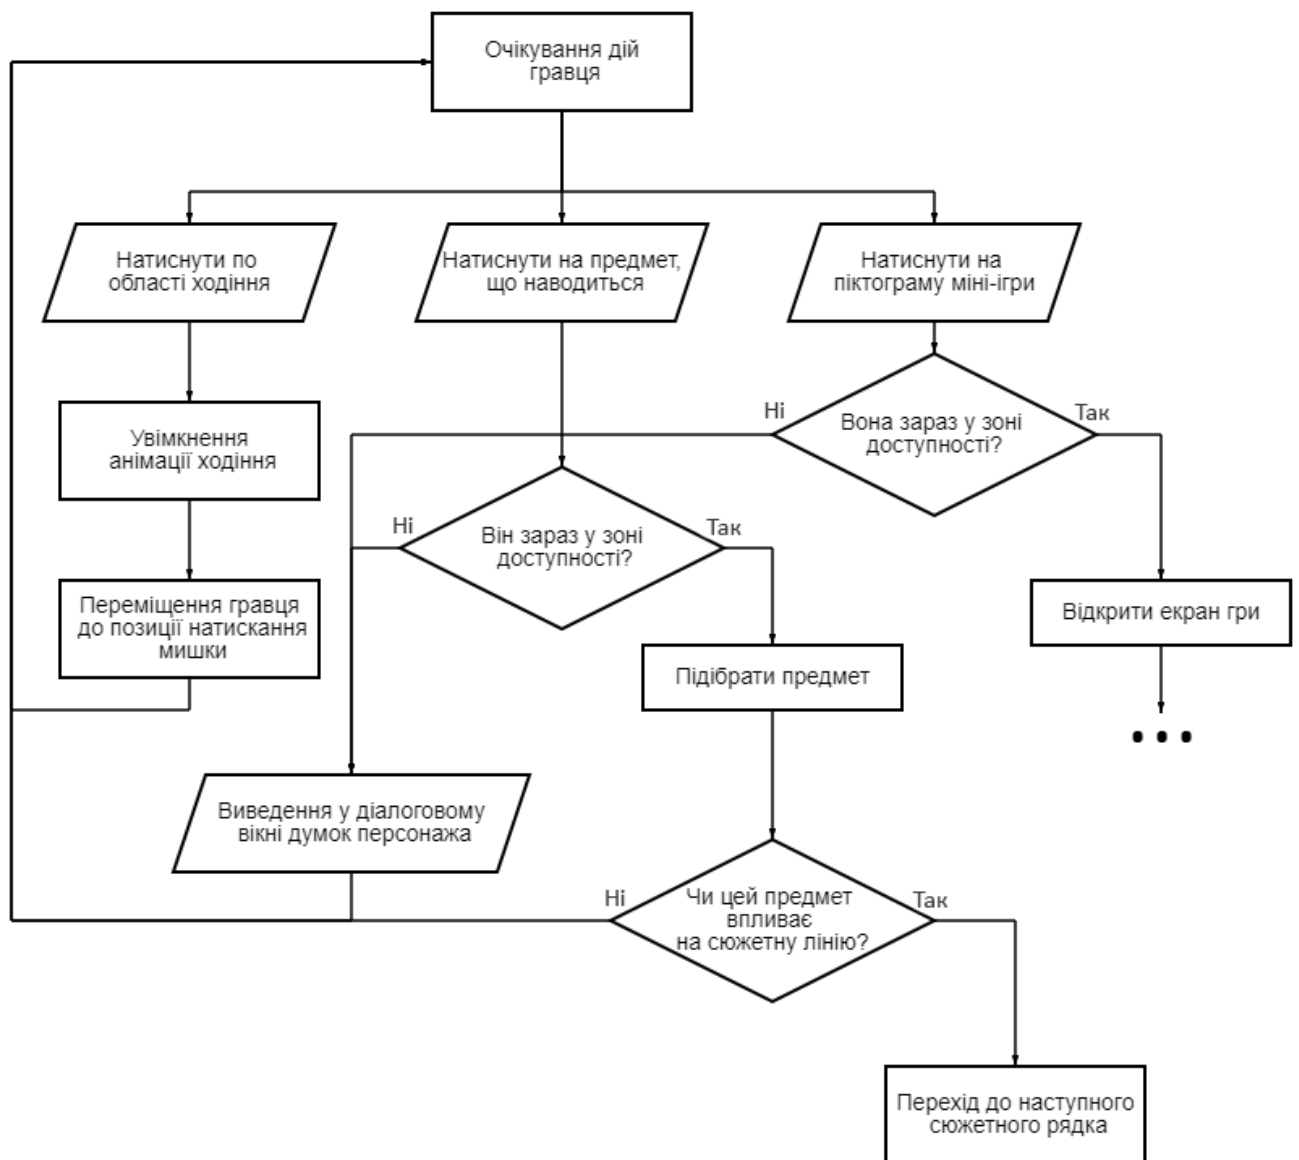 Очікування дій
гравця
Натиснути по
області ходіння
Натиснути на предмет,
що наводиться
Натиснути на
піктограму міні-ігри
Увімкнення
анімації ходіння
Ні
Вона зараз у зоні
доступності?
Так
Ні
Він зараз у зоні
доступності?
Так
Переміщення гравця
до позиції натискання
мишки
Відкрити екран гри
Підібрати предмет
...
Виведення у діалоговому
вікні думок персонажа
Ні
Чи цей предмет
впливає
на сюжетну лінію?
Так
Перехід до наступного
сюжетного рядка